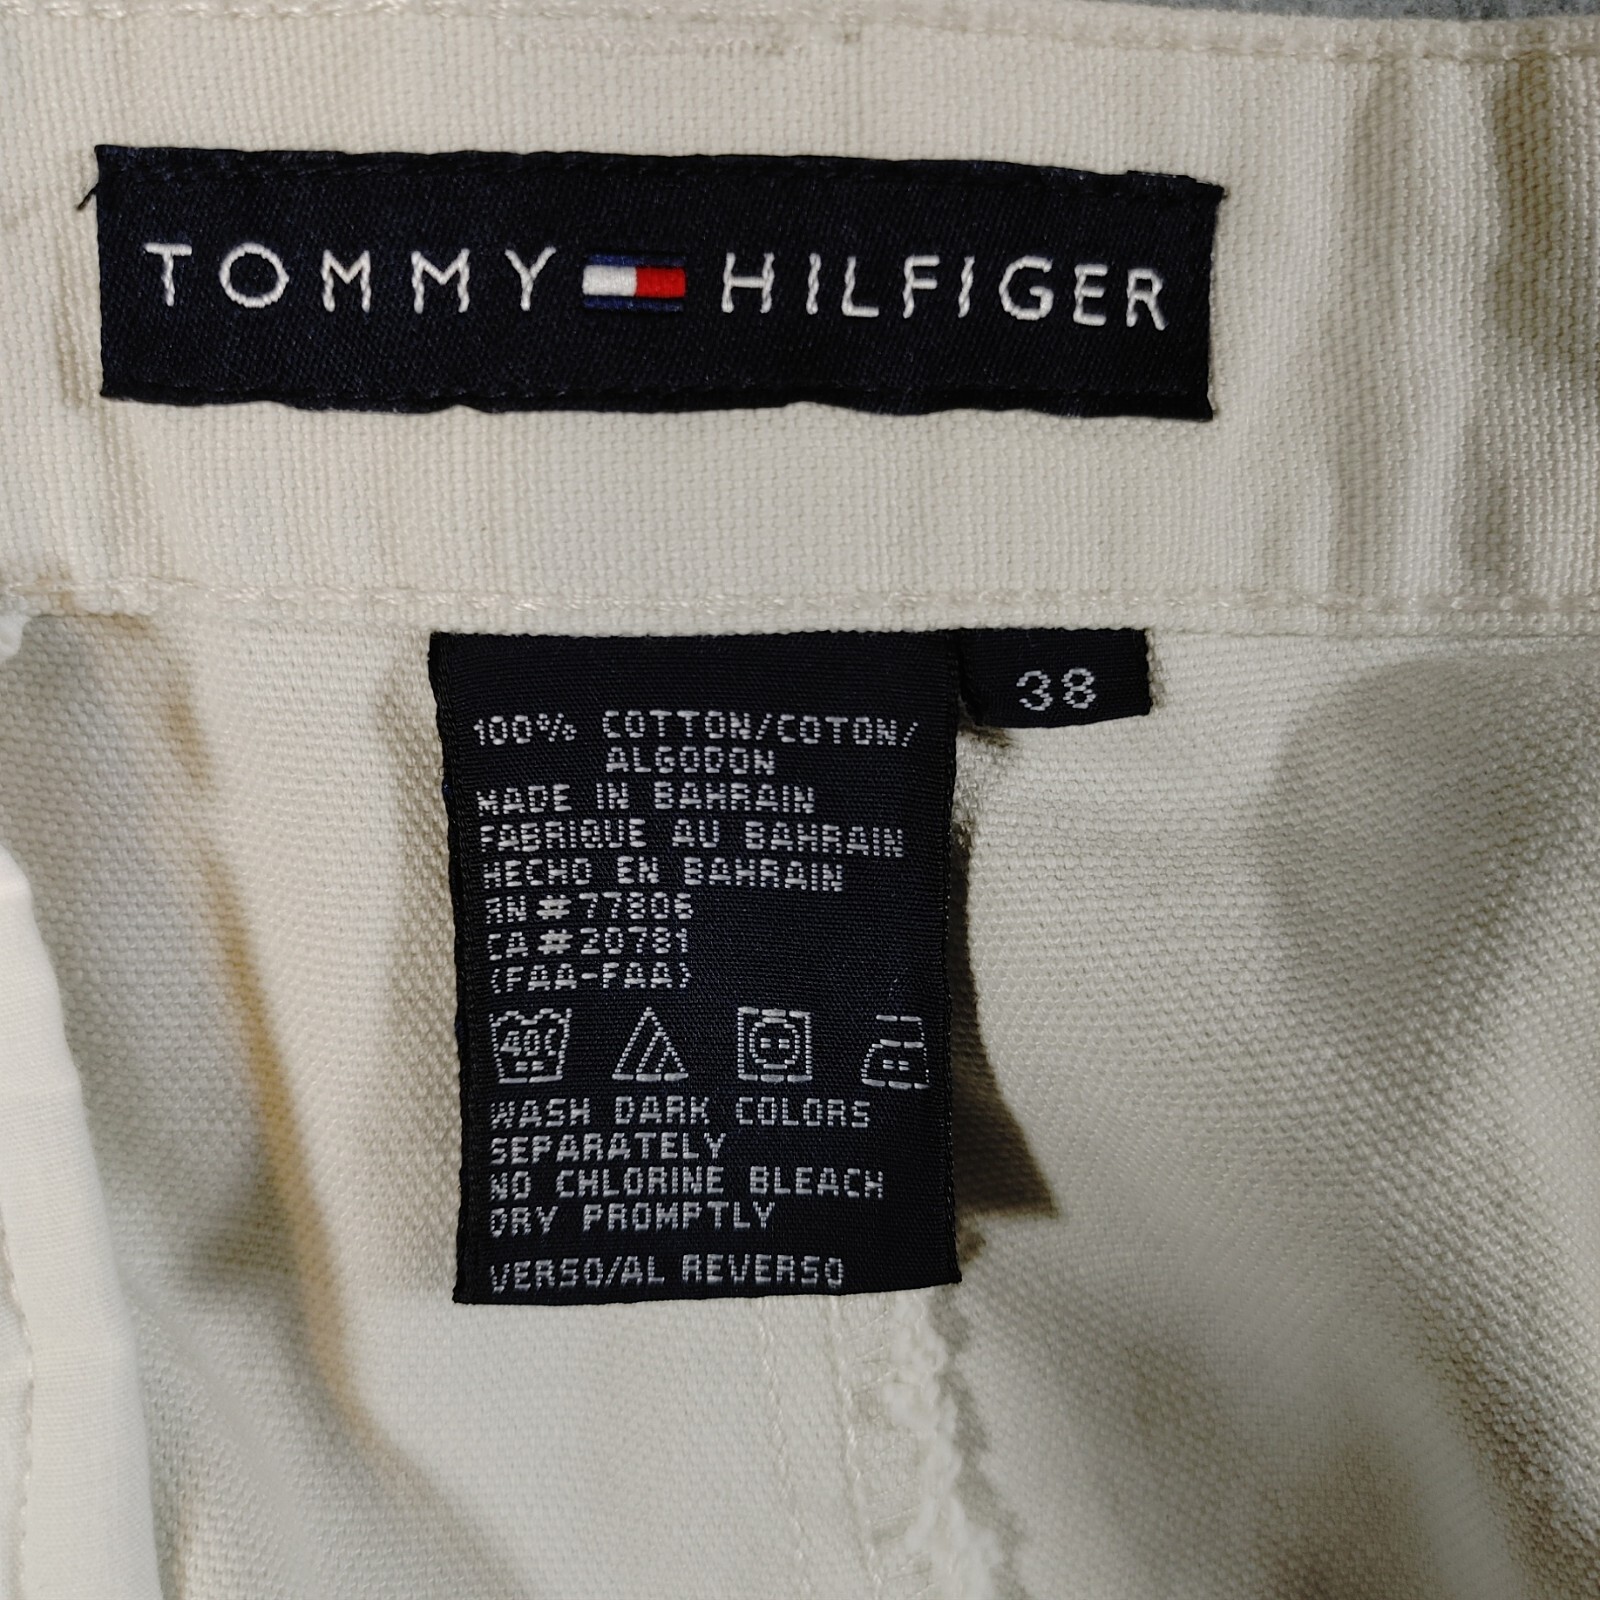 TOMMY HILFIGER
38
100% COTTON/COTON/
ALGODON
MADE IN BAHRAIN
FABRIQUE AU BAHRAIN
HECHO EN BAHRAIN
RN #77806
CA #20781
(FAA-FAA)
40C
WASH DARK COLORS
SEPARATELY
NO CHLORINE BLEACH
DRY PROMPTLY
VERSO/AL REVERSO